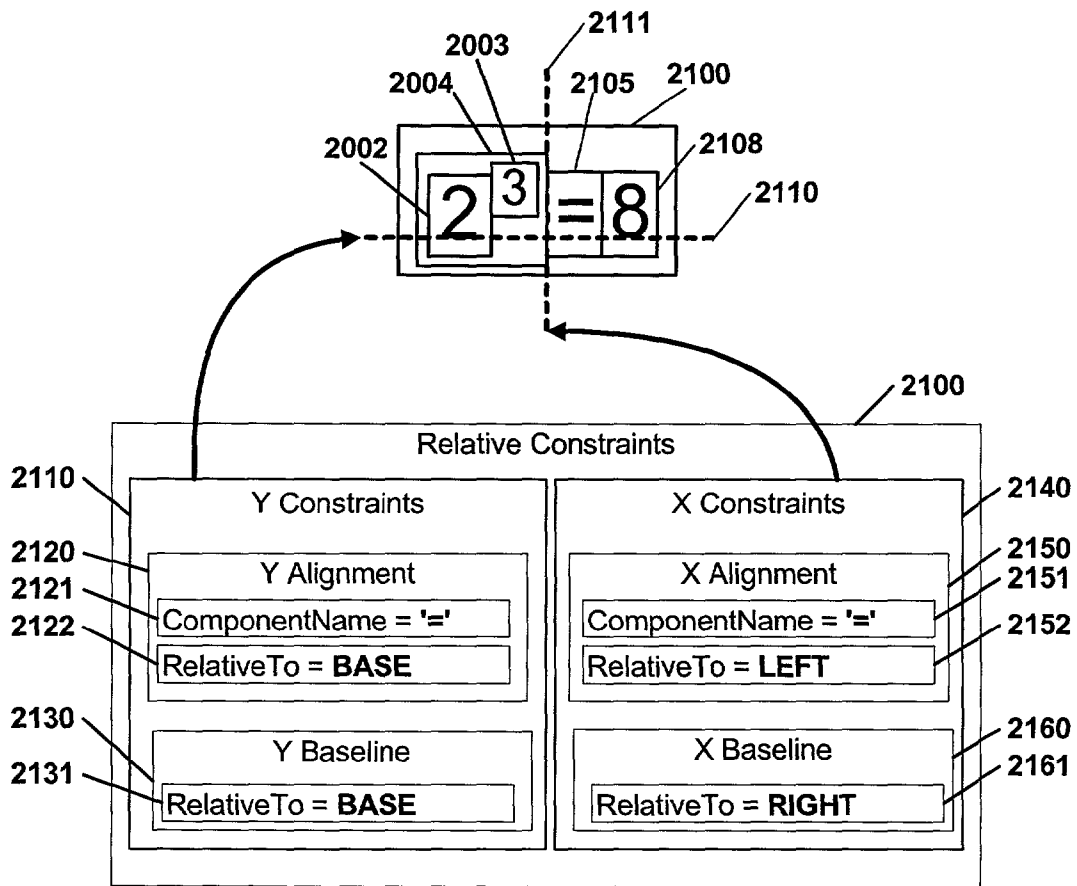 2111
2003
2004
2105
2100
2002
2108
2 3 = 8
2110
2100
Relative Constraints
2110
Y Constraints
X Constraints
2140
2120
Y Alignment
X Alignment
2150
2121
ComponentName = '='
ComponentName = '='
2151
2122
RelativeTo = BASE
RelativeTo = LEFT
2152
2130
Y Baseline
X Baseline
2160
2131
RelativeTo = BASE
RelativeTo = RIGHT
2161